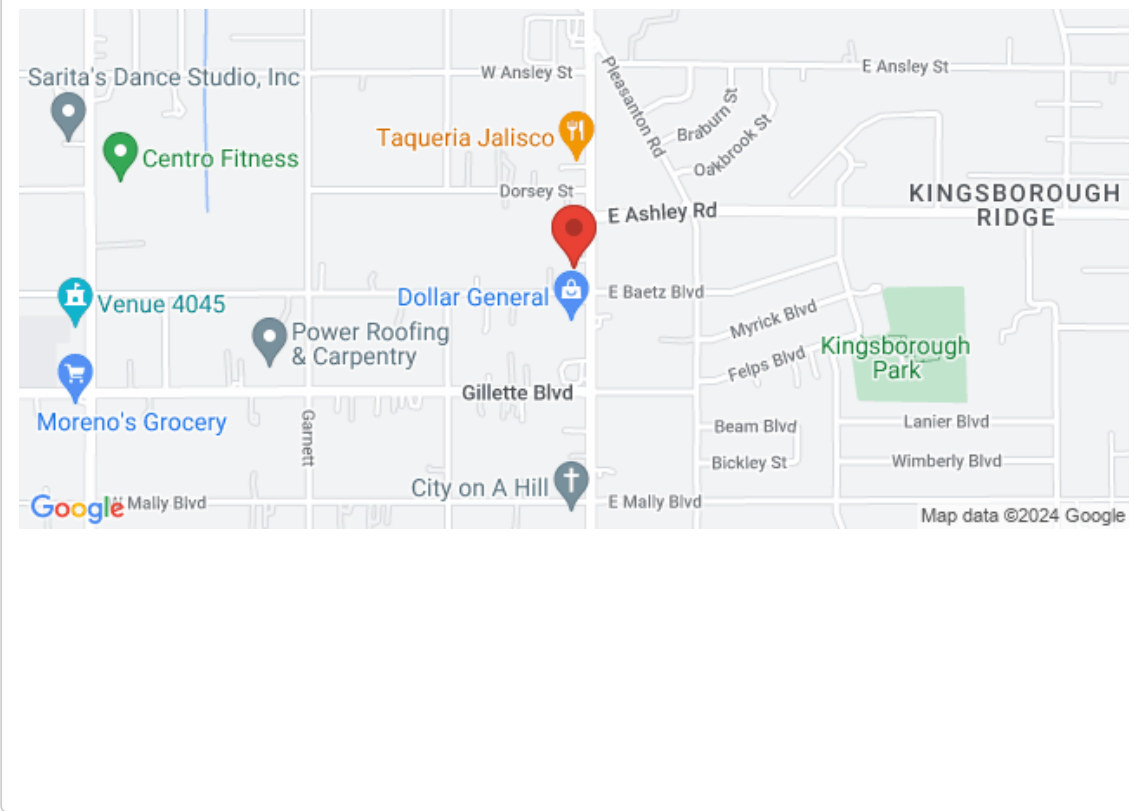 W Ansley St
E Ansley St
Sarita's Dance Studio, Inc
Pleasanton Rd
Braburn St
Oakbrook St
Taqueria Jalisco
Centro Fitness
Dorsey St
KINGSBOROUGH
RIDGE
E Ashley Rd
Dollar General
E Baetz Blvd
Venue 4045
Myrick Blvd
Power Roofing
& Carpentry
Felps Blvd
Kingsborough
Park
Gillette Blvd
Moreno's Grocery
Garnett
Beam Blvd
Lanier Blvd
Bickley St
Wimberly Blvd
City on A Hill
Google
W Mally Blvd
E Mally Blvd
Map data ©2024 Google